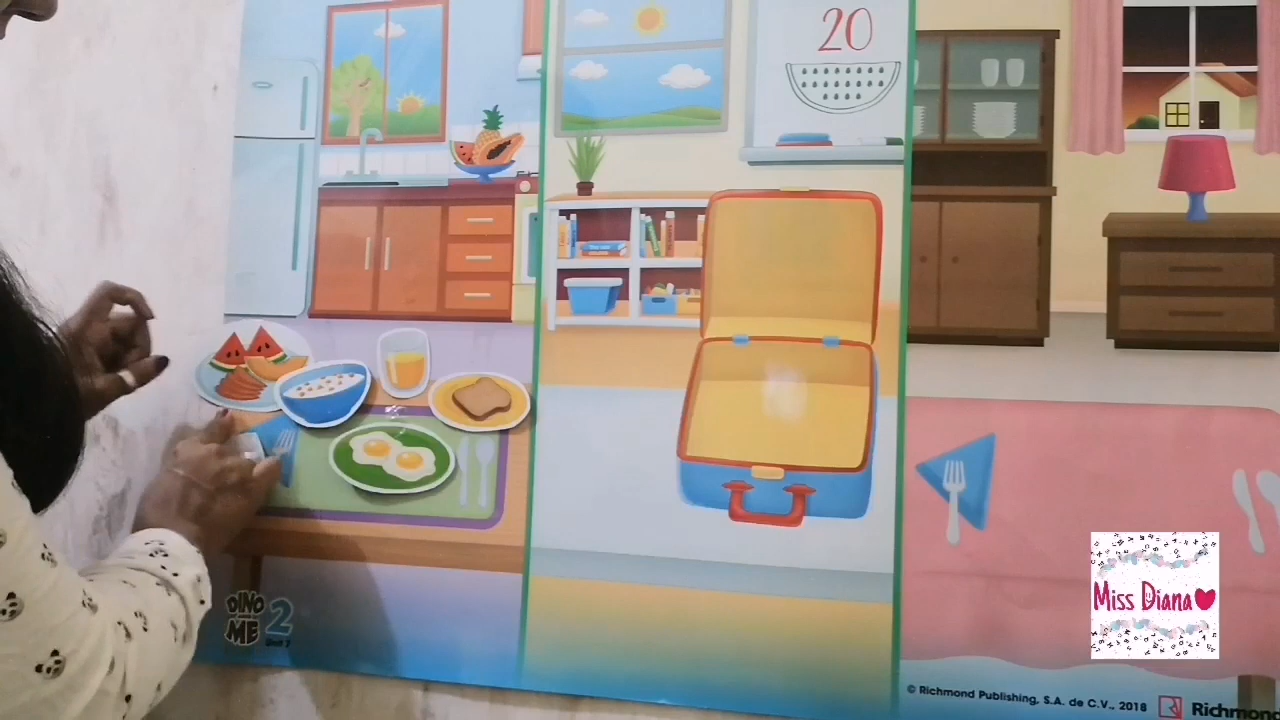 20
DINO
ME 2
Miss Diana
© Richmond Publishing, S.A. de C.V., 2018
Richmond